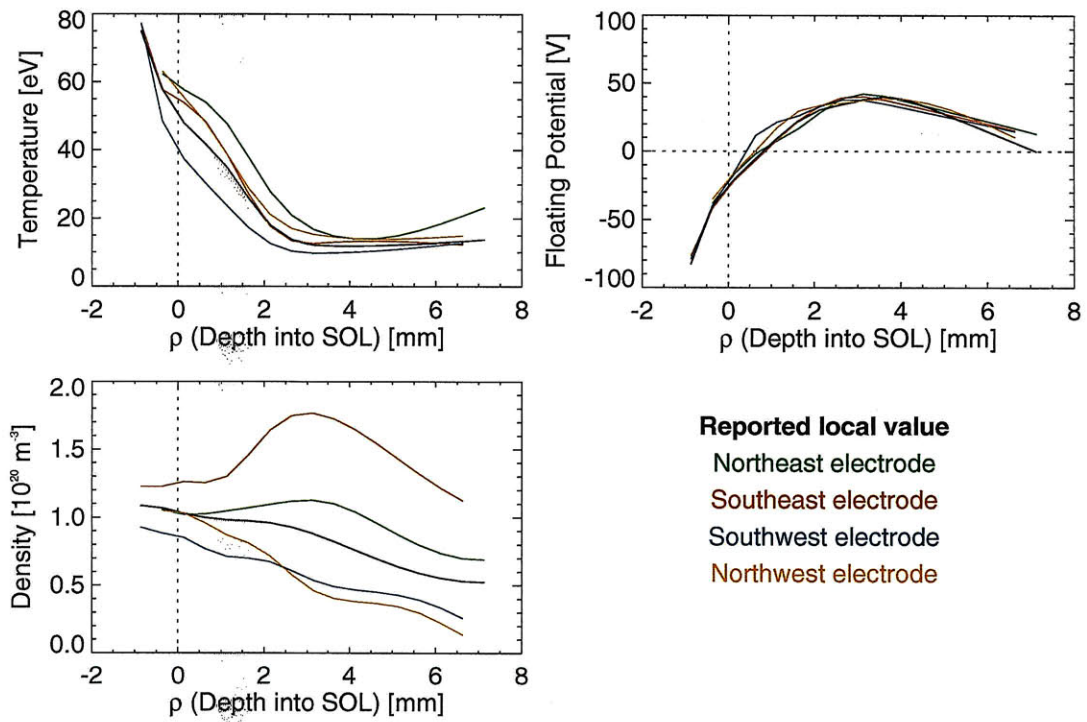 80
60
40
20
0
Temperature [eV]
-2 0 2 4 6 8
ρ (Depth into SOL) [mm]
100
50
0
-50
-100
Floating Potential [V]
-2 0 2 4 6 8
ρ (Depth into SOL) [mm]
2.0
1.5
1.0
0.5
0.0
Density [10²⁰ m⁻³]
-2 0 2 4 6 8
ρ (Depth into SOL) [mm]
Reported local value
Northeast electrode
Southeast electrode
Southwest electrode
Northwest electrode